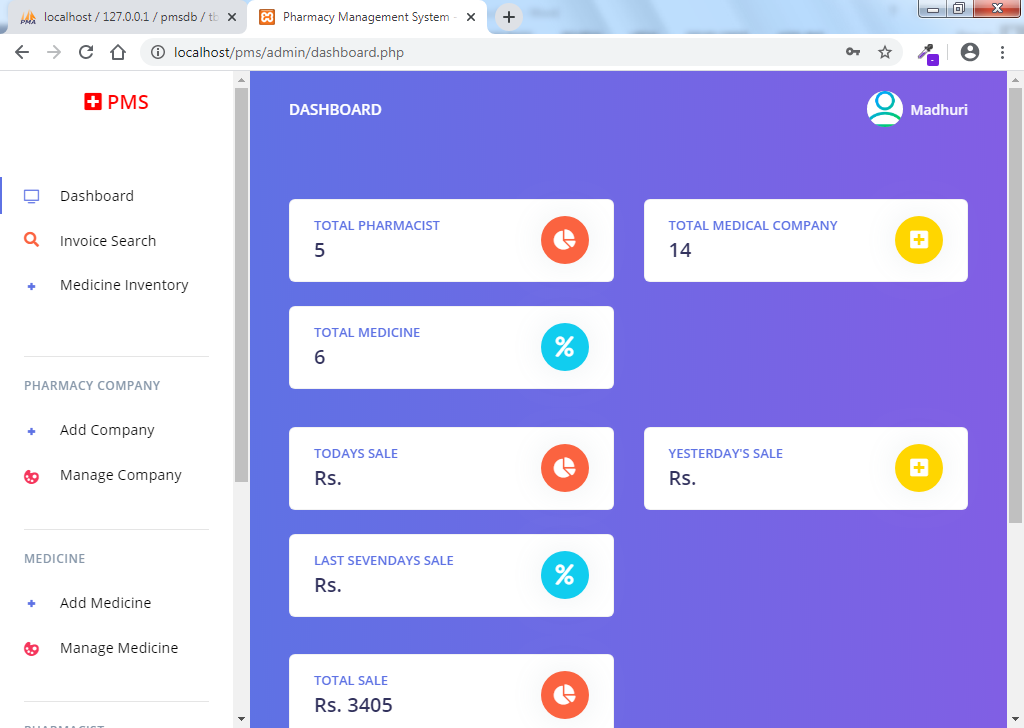 localhost / 127.0.0.1 / pmsdb / tb
Pharmacy Management System
localhost/pms/admin/dashboard.php
PMS
DASHBOARD
Madhuri
Dashboard
Invoice Search
Medicine Inventory
PHARMACY COMPANY
Add Company
Manage Company
MEDICINE
Add Medicine
Manage Medicine
PHARMACIST
TOTAL PHARMACIST
5
TOTAL MEDICAL COMPANY
14
TOTAL MEDICINE
6
TODAYS SALE
Rs.
YESTERDAY'S SALE
Rs.
LAST SEVENDAYS SALE
Rs.
TOTAL SALE
Rs. 3405